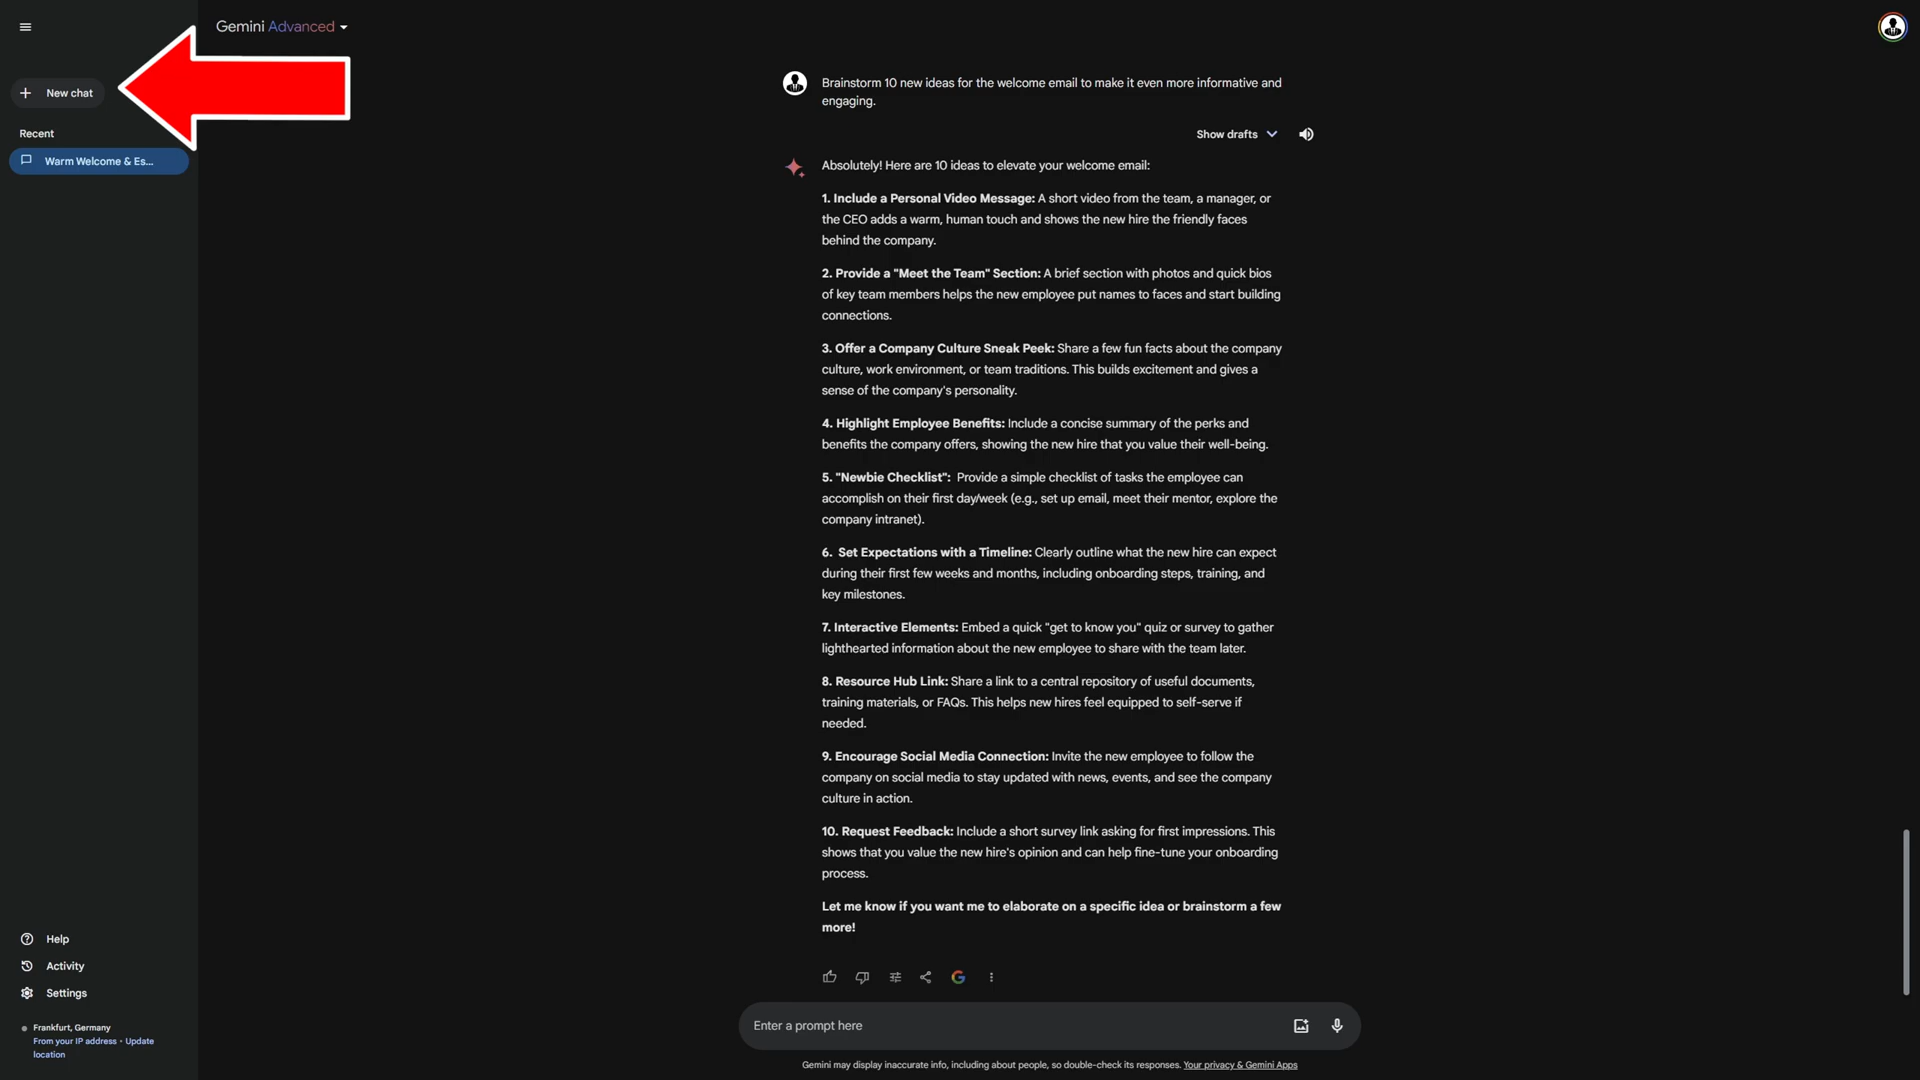 Gemini Advanced
New chat
Recent
Warm Welcome & Es...
Brainstorm 10 new ideas for the welcome email to make it even more informative and
engaging.
Show drafts
Absolutely! Here are 10 ideas to elevate your welcome email:
1. Include a Personal Video Message: A short video from the team, a manager, or
the CEO adds a warm, human touch and shows the new hire the friendly faces
behind the company.
2. Provide a "Meet the Team" Section: A brief section with photos and quick bios
of key team members helps the new employee put names to faces and start building
connections.
3. Offer a Company Culture Sneak Peek: Share a few fun facts about the company
culture, work environment, or team traditions. This builds excitement and gives a
sense of the company's personality.
4. Highlight Employee Benefits: Include a concise summary of the perks and
benefits the company offers, showing the new hire that you value their well-being.
5. "Newbie Checklist": Provide a simple checklist of tasks the employee can
accomplish on their first day/week (e.g., set up email, meet their mentor, explore the
company intranet).
6. Set Expectations with a Timeline: Clearly outline what the new hire can expect
during their first few weeks and months, including onboarding steps, training, and
key milestones.
7. Interactive Elements: Embed a quick "get to know you" quiz or survey to gather
lighthearted information about the new employee to share with the team later.
8. Resource Hub Link: Share a link to a central repository of useful documents,
training materials, or FAQs. This helps new hires feel equipped to self-serve if
needed.
9. Encourage Social Media Connection: Invite the new employee to follow the
company on social media to stay updated with news, events, and see the company
culture in action.
10. Request Feedback: Include a short survey link asking for first impressions. This
shows that you value the new hire's opinion and can help fine-tune your onboarding
process.
Let me know if you want me to elaborate on a specific idea or brainstorm a few
more!
Help
Activity
Settings
Frankfurt, Germany
From your IP address • Update
location
Enter a prompt here
Gemini may display inaccurate info, including about people, so double-check its responses. Your privacy & Gemini Apps